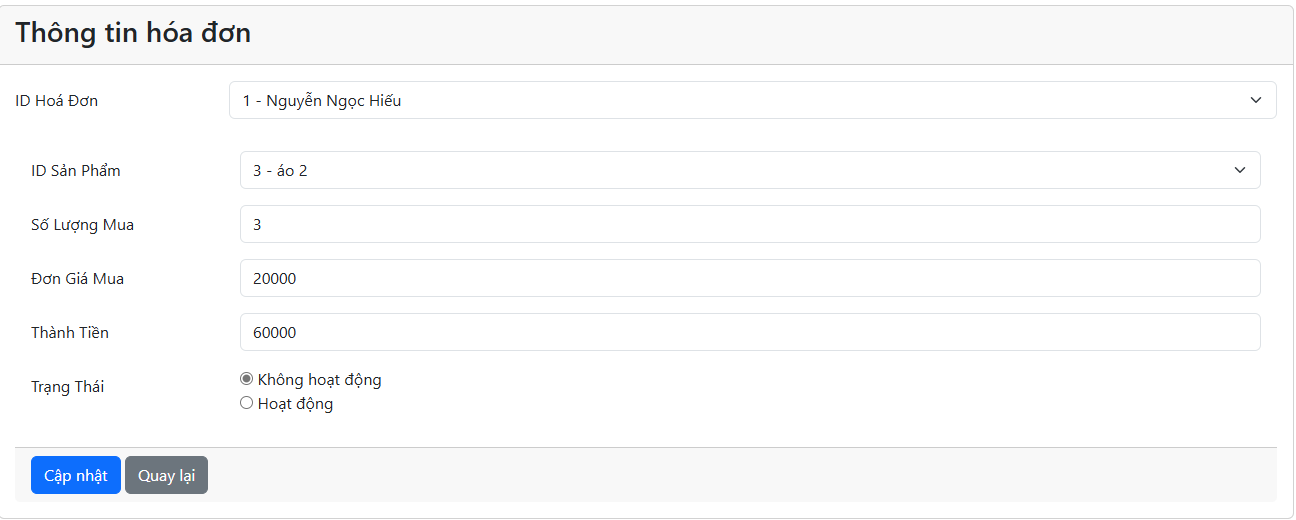 Thông tin hóa đơn
ID Hoá Đơn
1 - Nguyễn Ngọc Hiếu
ID Sản Phẩm
3 - áo 2
Số Lượng Mua
3
Đơn Giá Mua
20000
Thành Tiền
60000
Trạng Thái
Không hoạt động
Hoạt động
Cập nhật Quay lại